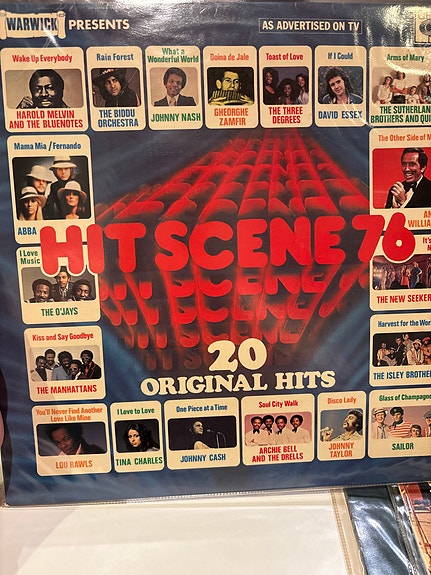 WARWICK PRESENTS
AS ADVERTISED ON TV
Wake Up Everybody
HAROLD MELVIN
AND THE BLUENOTES
Rain Forest
THE BIDDU
ORCHESTRA
What a
Wonderful World
JOHNNY NASH
Doina de Jale
GHEORGHE
ZAMFIR
Toast of Love
THE THREE
DEGREES
If I Could
DAVID ESSEX
Arms of Mary
THE SUTHERLAN
BROTHERS AND QUI
Mama Mia / Fernando
ABBA
The Other Side of M
AN
WILLIA
HIT SCENE 76
I Love
Music
THE O'JAYS
It's
N
THE NEW SEEKER
Kiss and Say Goodbye
THE MANHATTANS
20
ORIGINAL HITS
Harvest for the Wor
THE ISLEY BROTHE
You'll Never Find Another
Love Like Mine
LOU RAWLS
I Love to Love
TINA CHARLES
One Piece at a Time
JOHNNY CASH
Soul City Walk
ARCHIE BELL
AND THE DRELLS
Disco Lady
JOHNNY
TAYLOR
Glass of Champagne
SAILOR